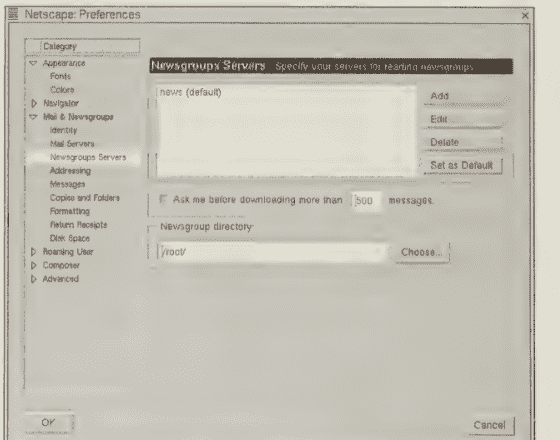 Netscape: Preferences
Category
Appearance
Fonts
Colors
Navigator
Mail & Newsgroups
Identity
Mail Servers
Newsgroups Servers
Addressing
Messages
Copies and Folders
Formatting
Return Receipts
Disk Space
Roaming User
Composer
Advanced
Newsgroups Servers Specify your servers for reading newsgroups
news (default)
Add
Edit...
Delete
Set as Default
Ask me before downloading more than 500 messages.
Newsgroup directory
/root/
Choose...
OK
Cancel